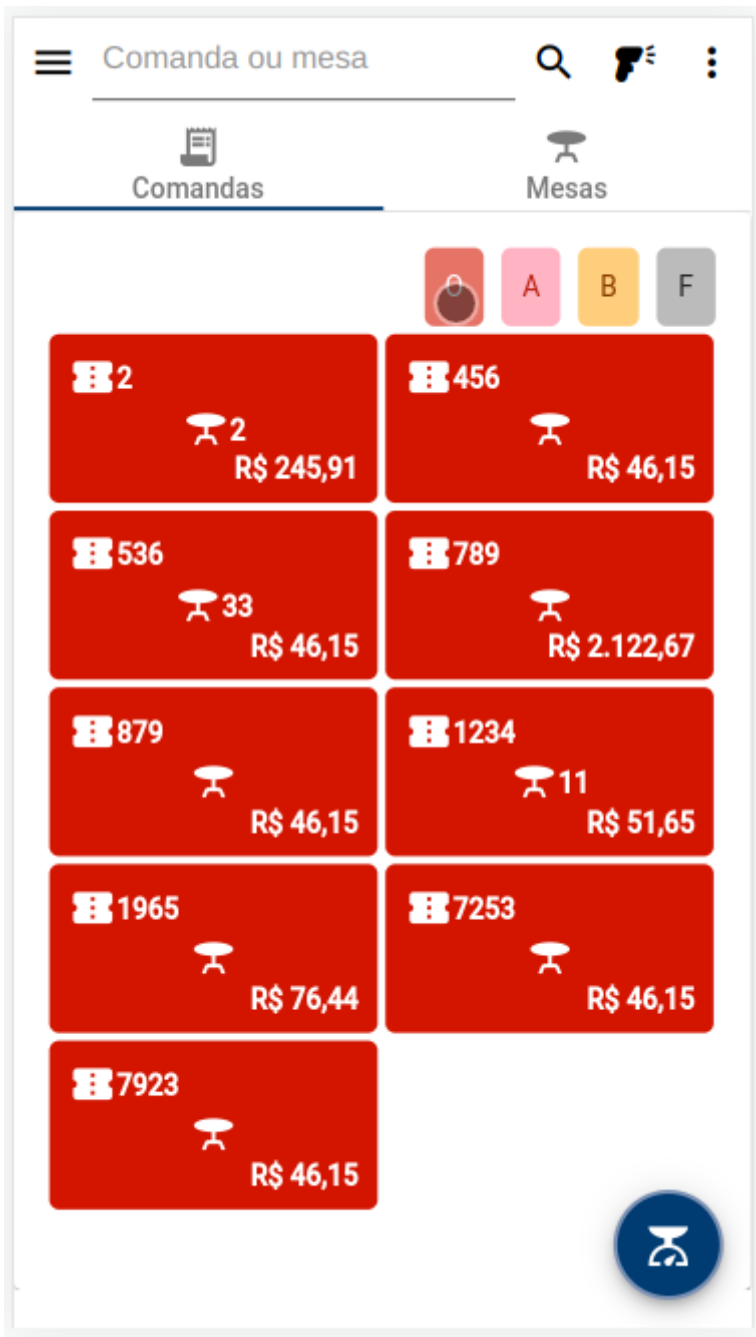 Comanda ou mesa
Comandas Mesas
O A B F
2 456
2
R$ 245,91 R$ 46,15
536 789
33
R$ 46,15 R$ 2.122,67
879 1234
11
R$ 46,15 R$ 51,65
1965 7253
R$ 76,44 R$ 46,15
7923
R$ 46,15